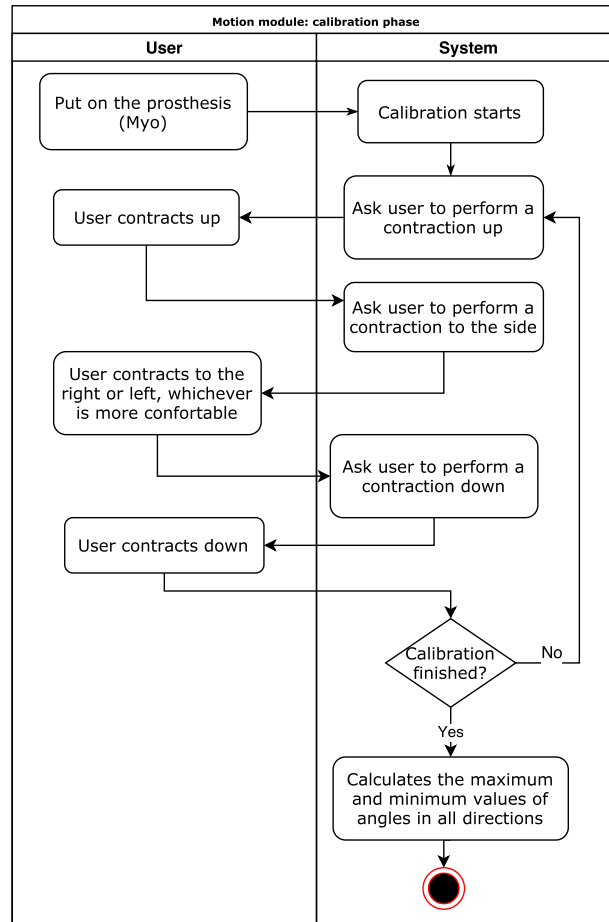 Motion module: calibration phase
User
System
Put on the prosthesis
(Myo)
Calibration starts
Ask user to perform a
contraction up
User contracts up
Ask user to perform a
contraction to the side
User contracts to the
right or left, whichever
is more confortable
Ask user to perform a
contraction down
User contracts down
Calibration
finished?
No
Yes
Calculates the maximum
and minimum values of
angles in all directions